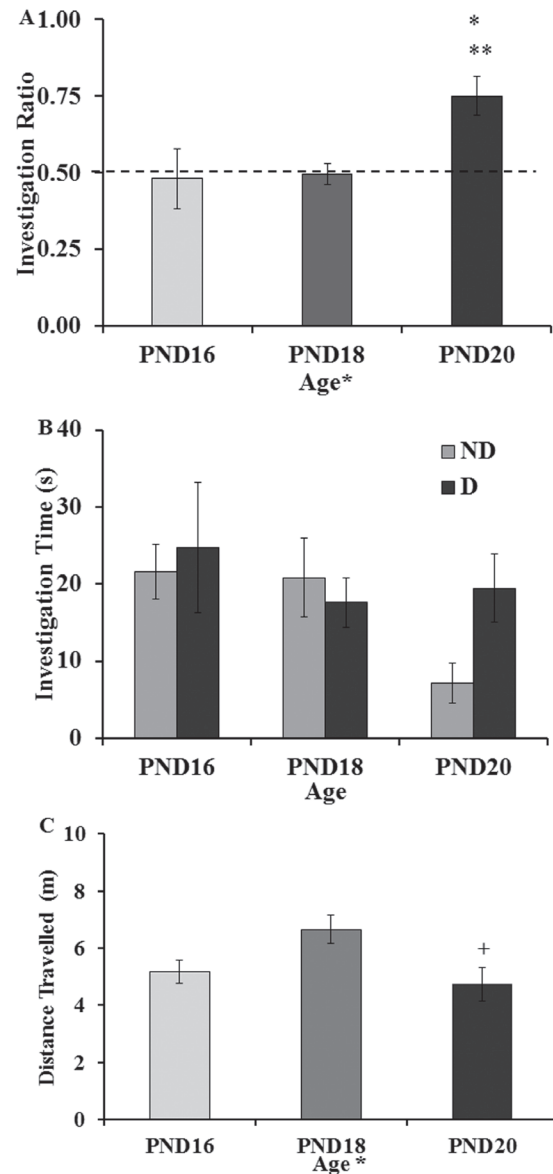 A
1.00
0.75
0.50
0.25
0.00
Investigation Ratio
*
**
PND16 PND18 PND20
Age*
B
40
30
20
10
0
Investigation Time (s)
ND
D
PND16 PND18 PND20
Age
C
10
8
6
4
2
0
Distance Travelled (m)
+
PND16 PND18 PND20
Age *